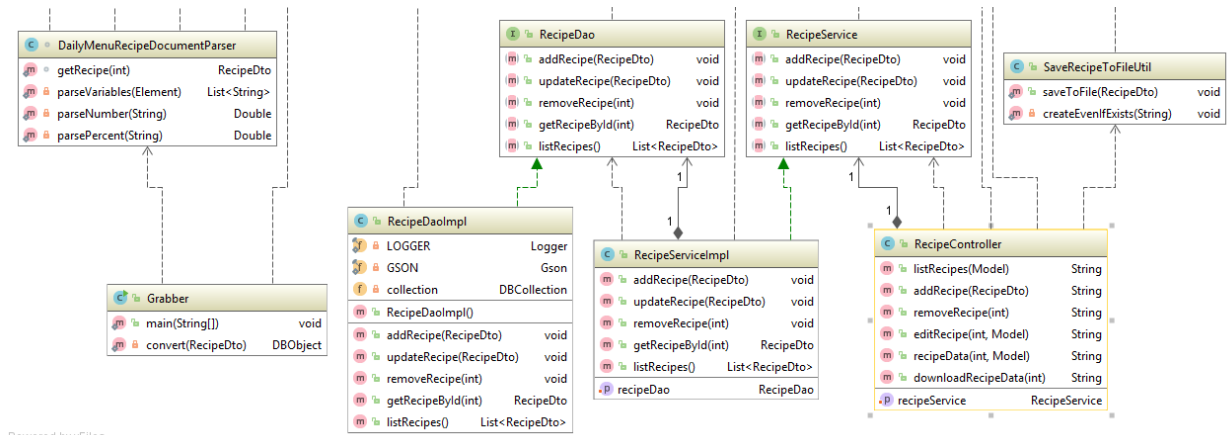 DailyMenuRecipeDocumentParser
getRecipe(int) RecipeDto
parseVariables(Element) List<String>
parseNumber(String) Double
parsePercent(String) Double
RecipeDao
addRecipe(RecipeDto) void
updateRecipe(RecipeDto) void
removeRecipe(int) void
getRecipeById(int) RecipeDto
listRecipes() List<RecipeDto>
RecipeService
addRecipe(RecipeDto) void
updateRecipe(RecipeDto) void
removeRecipe(int) void
getRecipeById(int) RecipeDto
listRecipes() List<RecipeDto>
SaveRecipeToFileUtil
saveToFile(RecipeDto) void
createEvenIfExists(String) void
1
1
1
1
Grabber
main(String[]) void
convert(RecipeDto) DBObject
RecipeDaoImpl
LOGGER Logger
GSON Gson
collection DBCollection
RecipeDaoImpl()
addRecipe(RecipeDto) void
updateRecipe(RecipeDto) void
removeRecipe(int) void
getRecipeById(int) RecipeDto
listRecipes() List<RecipeDto>
RecipeServiceImpl
addRecipe(RecipeDto) void
updateRecipe(RecipeDto) void
removeRecipe(int) void
getRecipeById(int) RecipeDto
listRecipes() List<RecipeDto>
recipeDao RecipeDao
RecipeController
listRecipes(Model) String
addRecipe(RecipeDto) String
removeRecipe(int) String
editRecipe(int, Model) String
recipeData(int, Model) String
downloadRecipeData(int) String
recipeService RecipeService